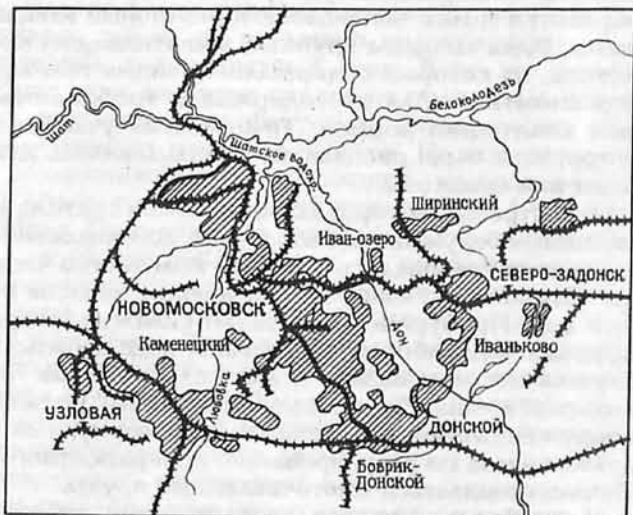 Белоколодезь
Шат
Шатское водохр.
Ширинский
Иван-озеро
СЕВЕРО-ЗАДОНСК
НОВОМОСКОВСК
Дон
Каменецкий
Иваньково
Любовка
УЗЛОВАЯ
ДОНСКОЙ
Бобрик-
Донской